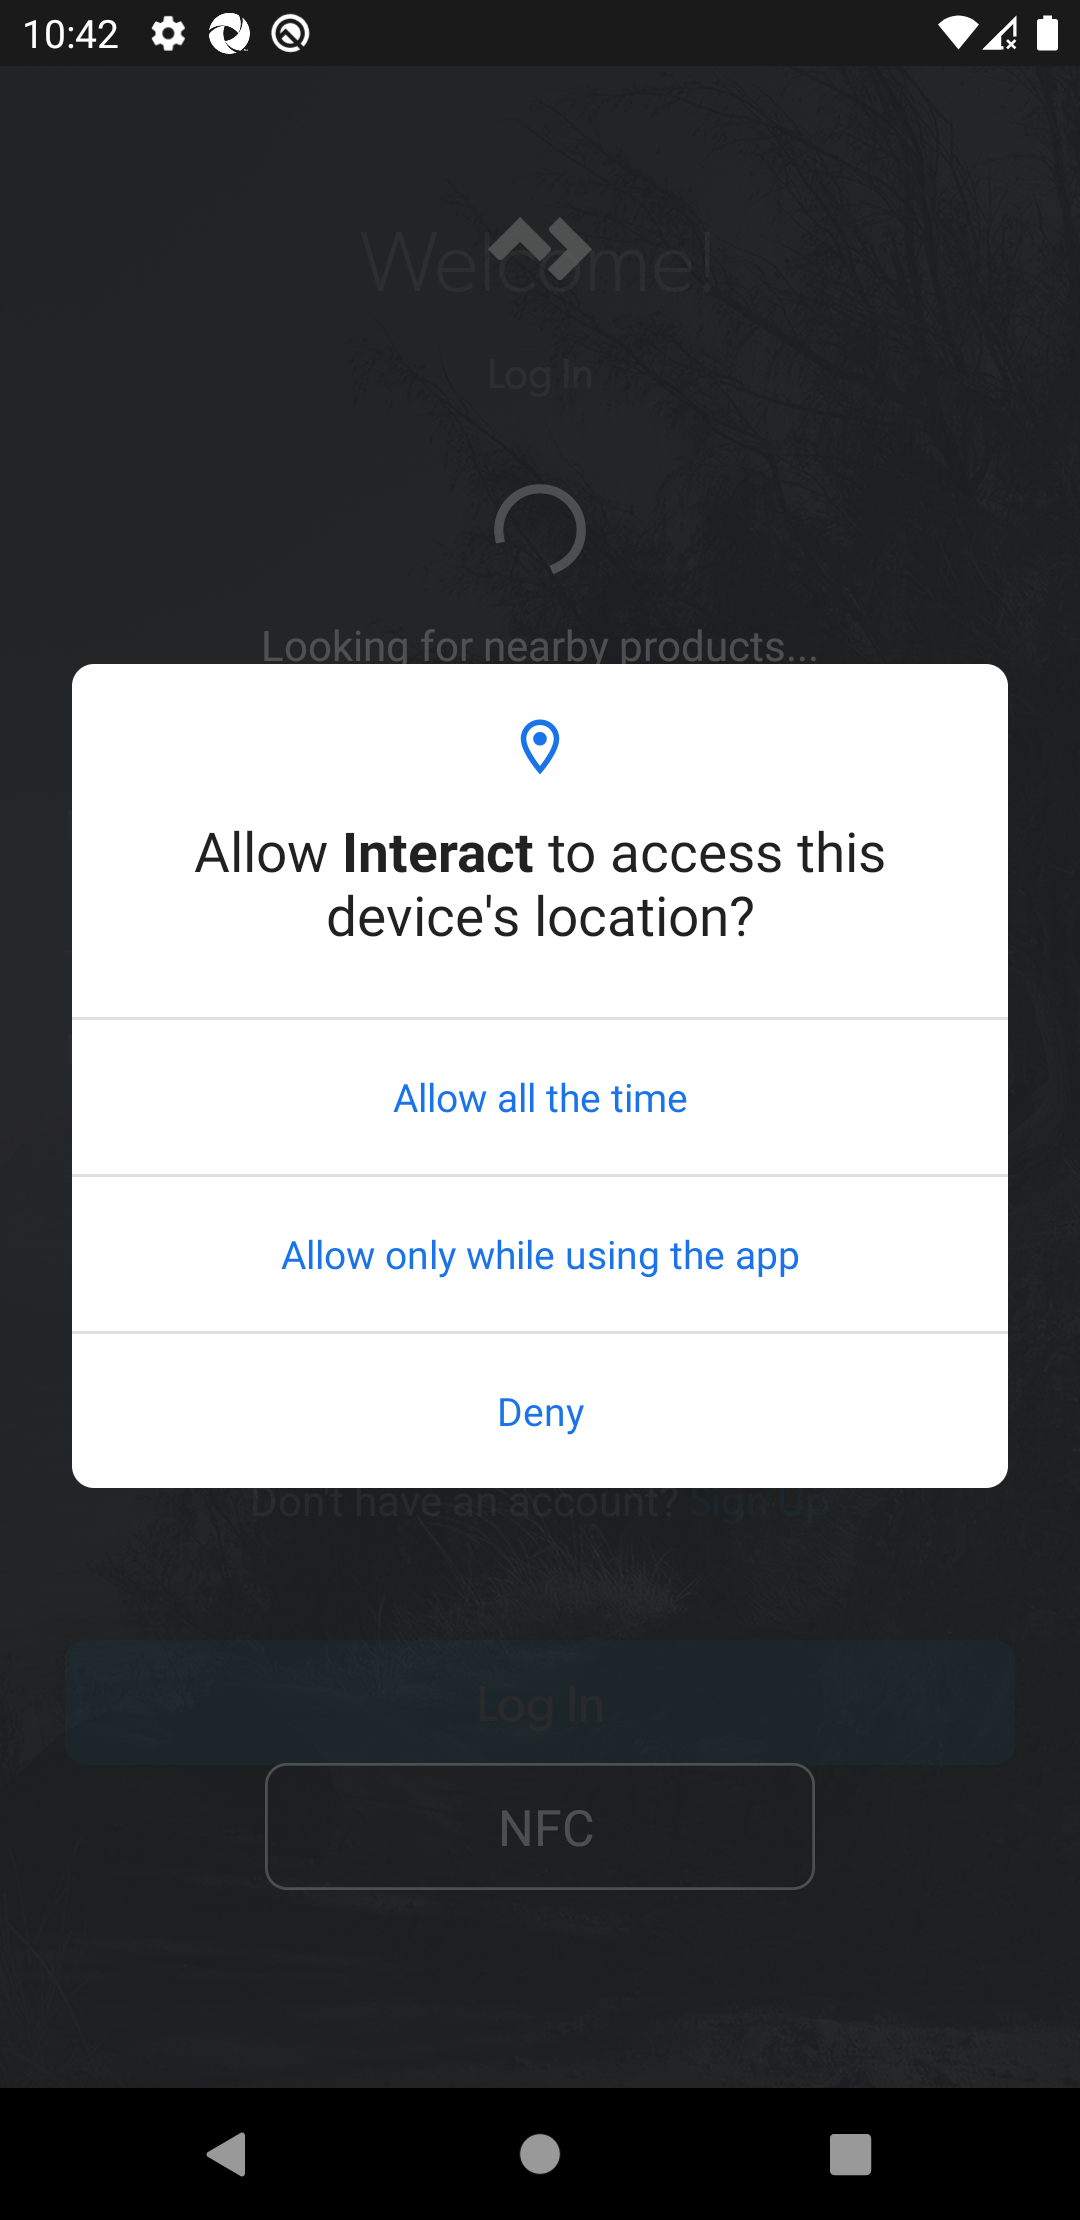 10:42
Welcome!
Log In
Looking for nearby products...
Allow Interact to access this
device's location?
Allow all the time
Allow only while using the app
Deny
Don't have an account? Sign Up
Log In
NFC